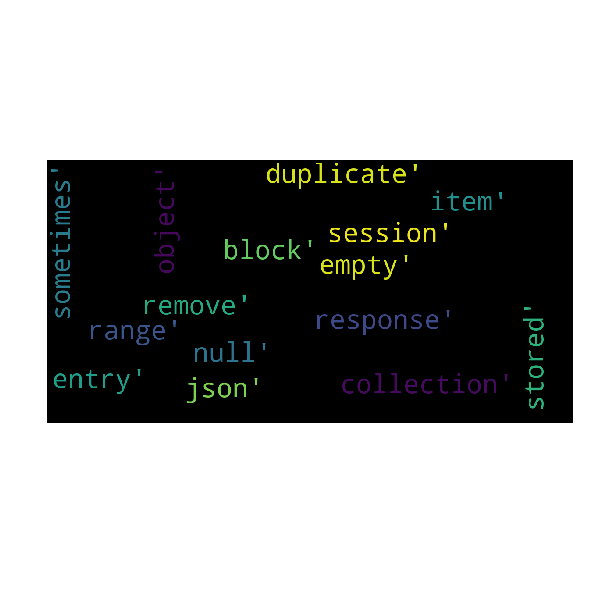 duplicate'
sometimes'
object'
item'
session'
block'
empty'
remove'
response'
range'
stored'
null'
entry'
json'
collection'